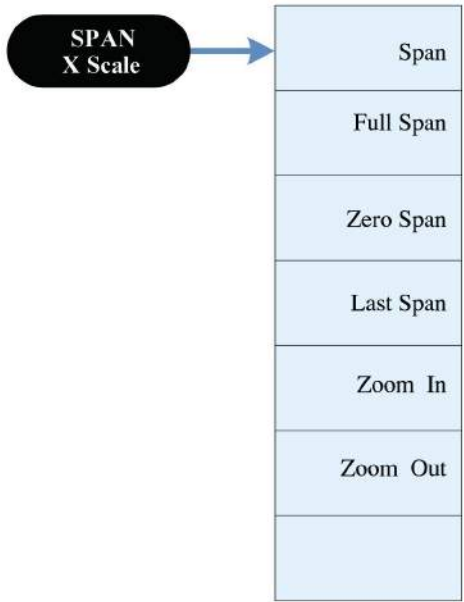 SPAN
X Scale
Span
Full Span
Zero Span
Last Span
Zoom In
Zoom Out